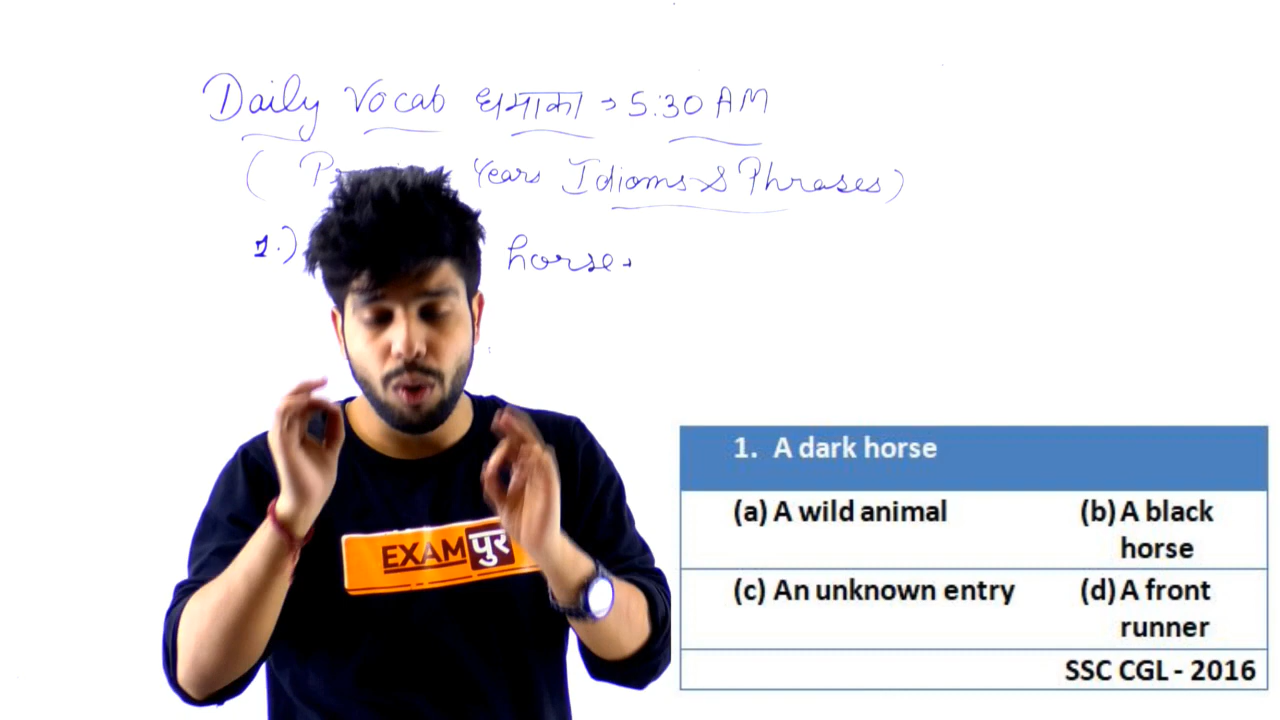 Daily Vocab धमाका → 5:30 AM
( Years Idioms & Phrases)
1.) horse.
EXAMपुर
1. A dark horse
(a) A wild animal (b) A black horse
(c) An unknown entry (d) A front runner
SSC CGL - 2016